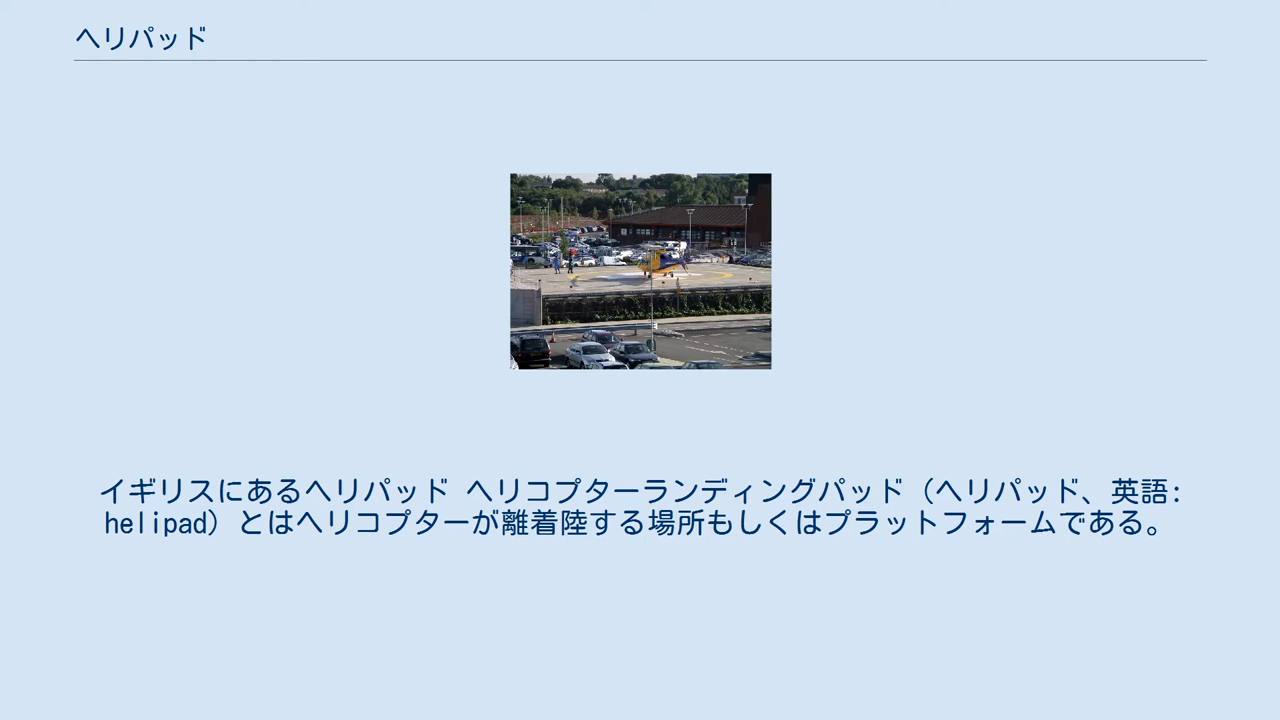 ヘリパッド
イギリスにあるヘリパッド ヘリコプターランディングパッド（ヘリパッド、英語:
helipad）とはヘリコプターが離着陸する場所もしくはプラットフォームである。